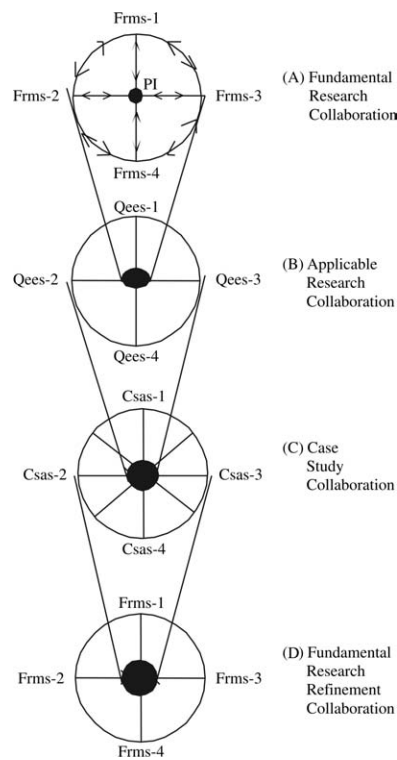 Frms-1
PI
Frms-2
Frms-3
(A) Fundamental
Research
Collaboration
Frms-4
Qees-1
Qees-2
Qees-3
(B) Applicable
Research
Collaboration
Qees-4
Csas-1
Csas-2
Csas-3
(C) Case
Study
Collaboration
Csas-4
Frms-1
Frms-2
Frms-3
(D) Fundamental
Research
Refinement
Collaboration
Frms-4